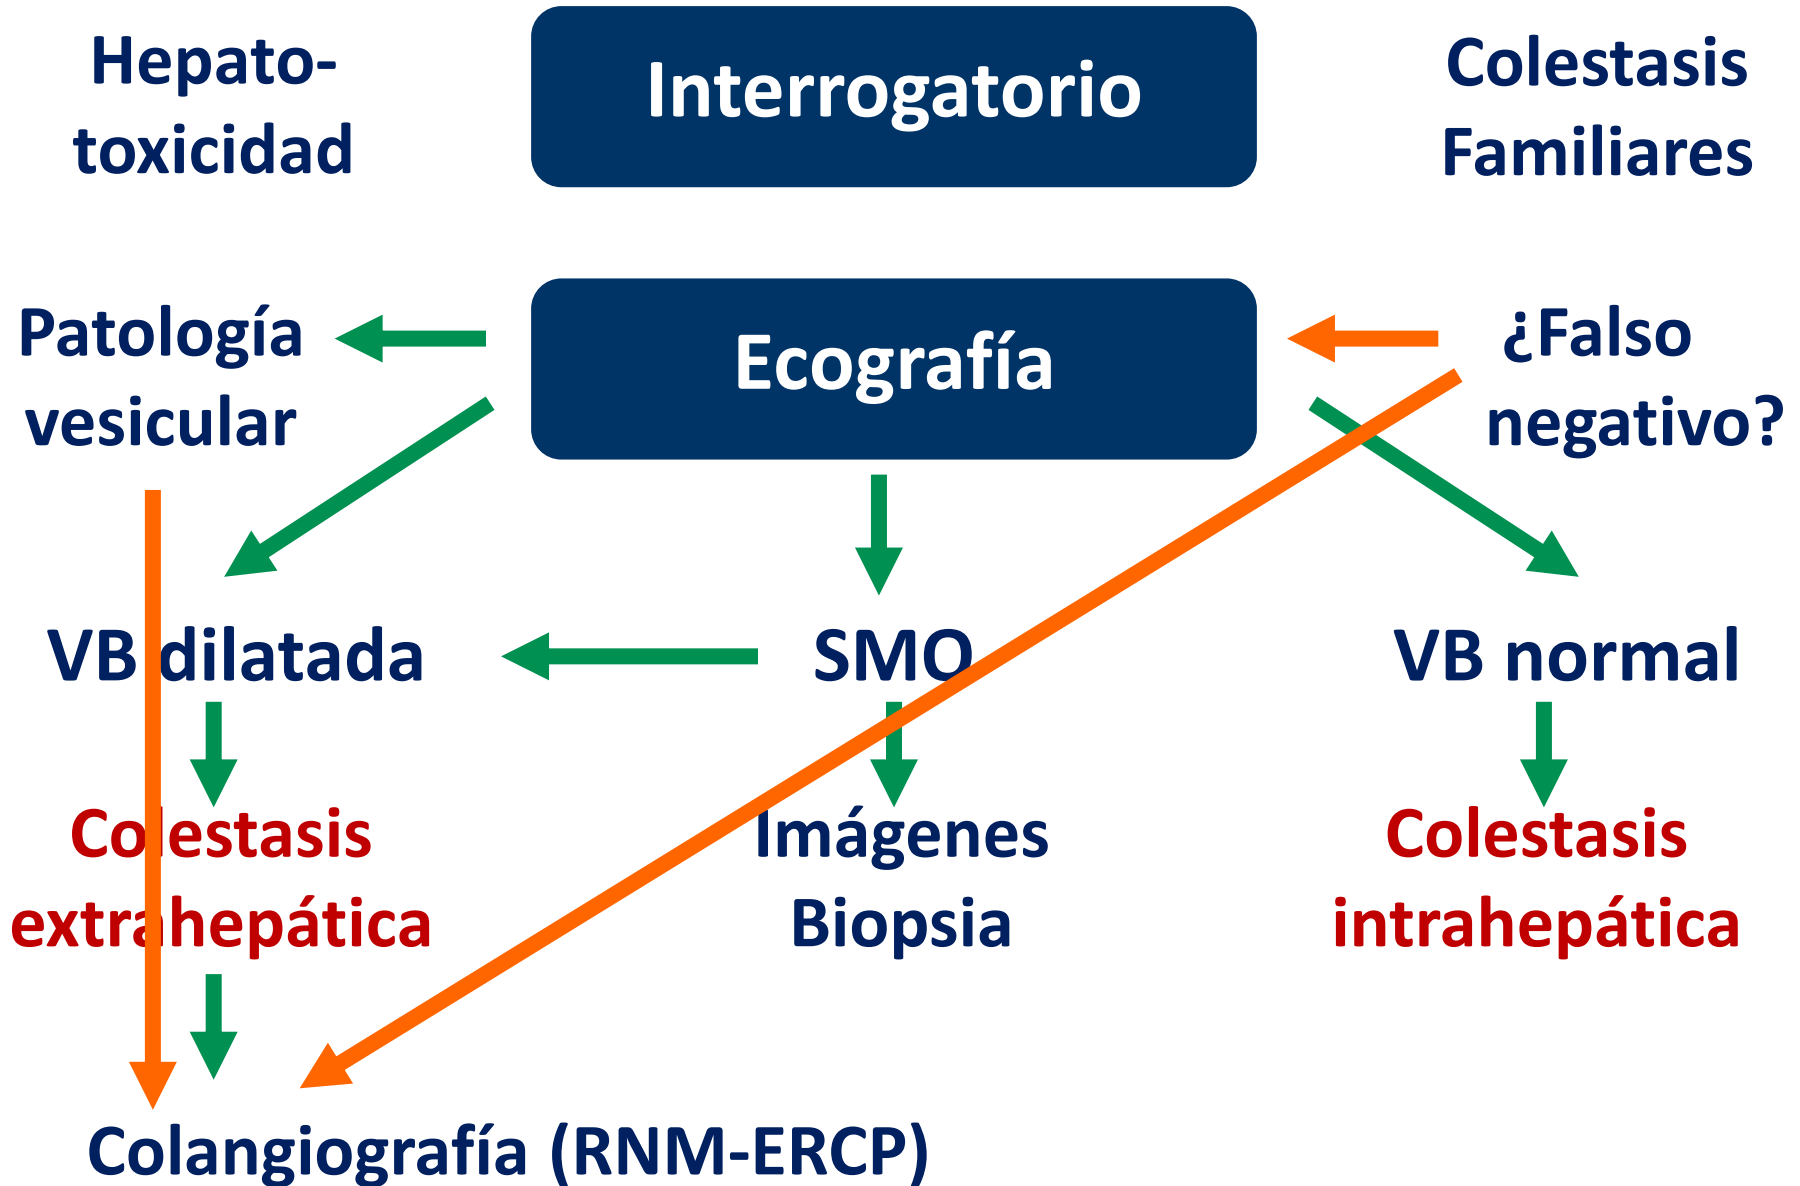 Hepato-
toxicidad
Interrogatorio
Colestasis
Familiares
Patología
vesicular
Ecografía
¿Falso
negativo?
VB dilatada
SMO
VB normal
Colestasis
extrahepática
Imágenes
Biopsia
Colestasis
intrahepática
Colangiografía (RNM-ERCP)